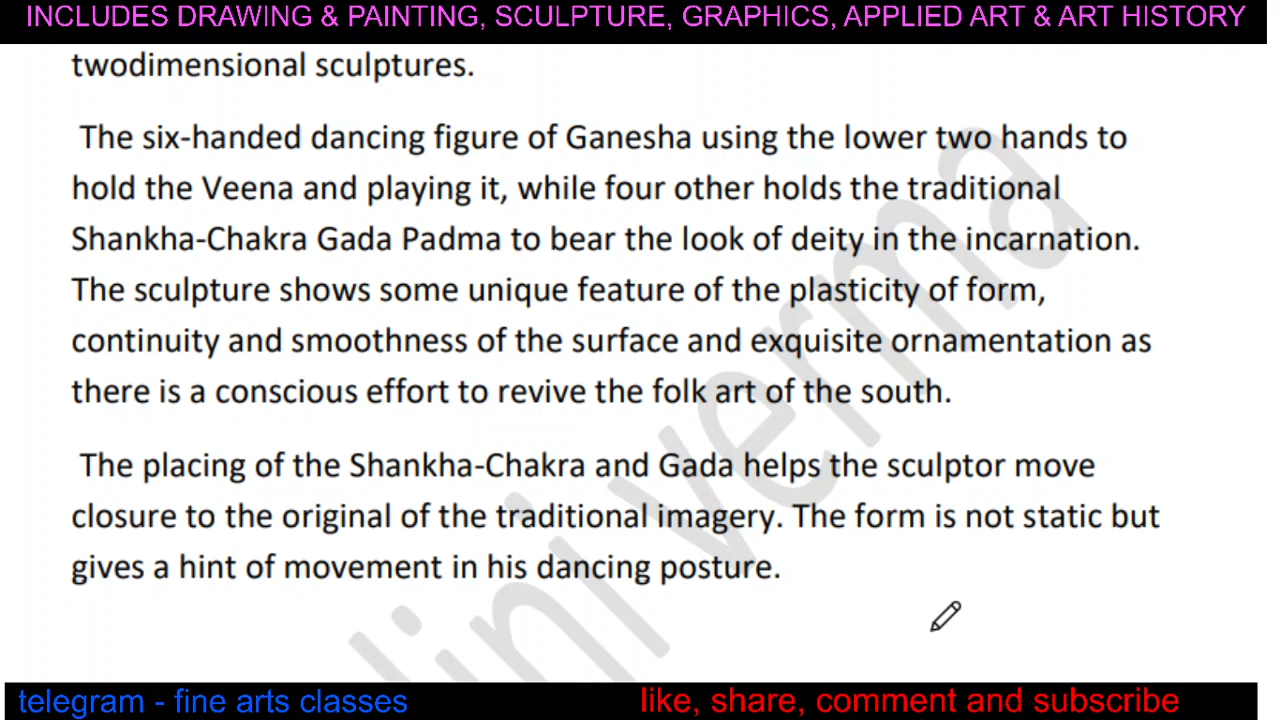 INCLUDES DRAWING & PAINTING, SCULPTURE, GRAPHICS, APPLIED ART & ART HISTORY
twodimensional sculptures.
The six-handed dancing figure of Ganesha using the lower two hands to
hold the Veena and playing it, while four other holds the traditional
Shankha-Chakra Gada Padma to bear the look of deity in the incarnation.
The sculpture shows some unique feature of the plasticity of form,
continuity and smoothness of the surface and exquisite ornamentation as
there is a conscious effort to revive the folk art of the south.
The placing of the Shankha-Chakra and Gada helps the sculptor move
closure to the original of the traditional imagery. The form is not static but
gives a hint of movement in his dancing posture.
verma
telegram - fine arts classes
like, share, comment and subscribe